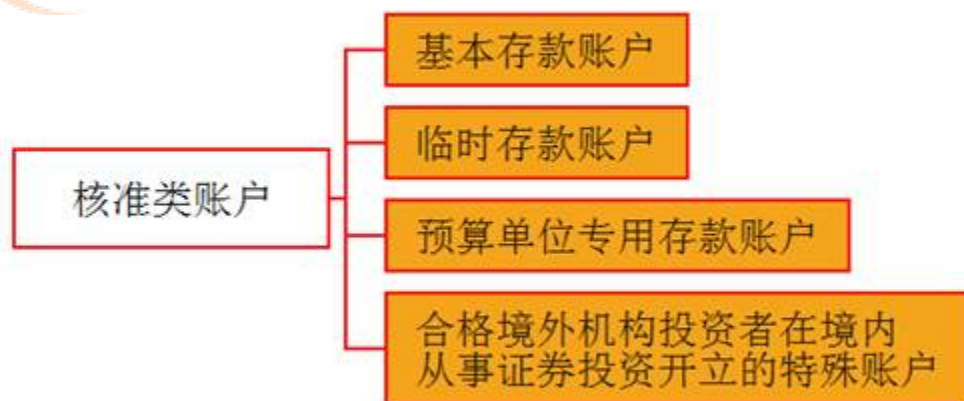 核准类账户
基本存款账户
临时存款账户
预算单位专用存款账户
合格境外机构投资者在境内
从事证券投资开立的特殊账户